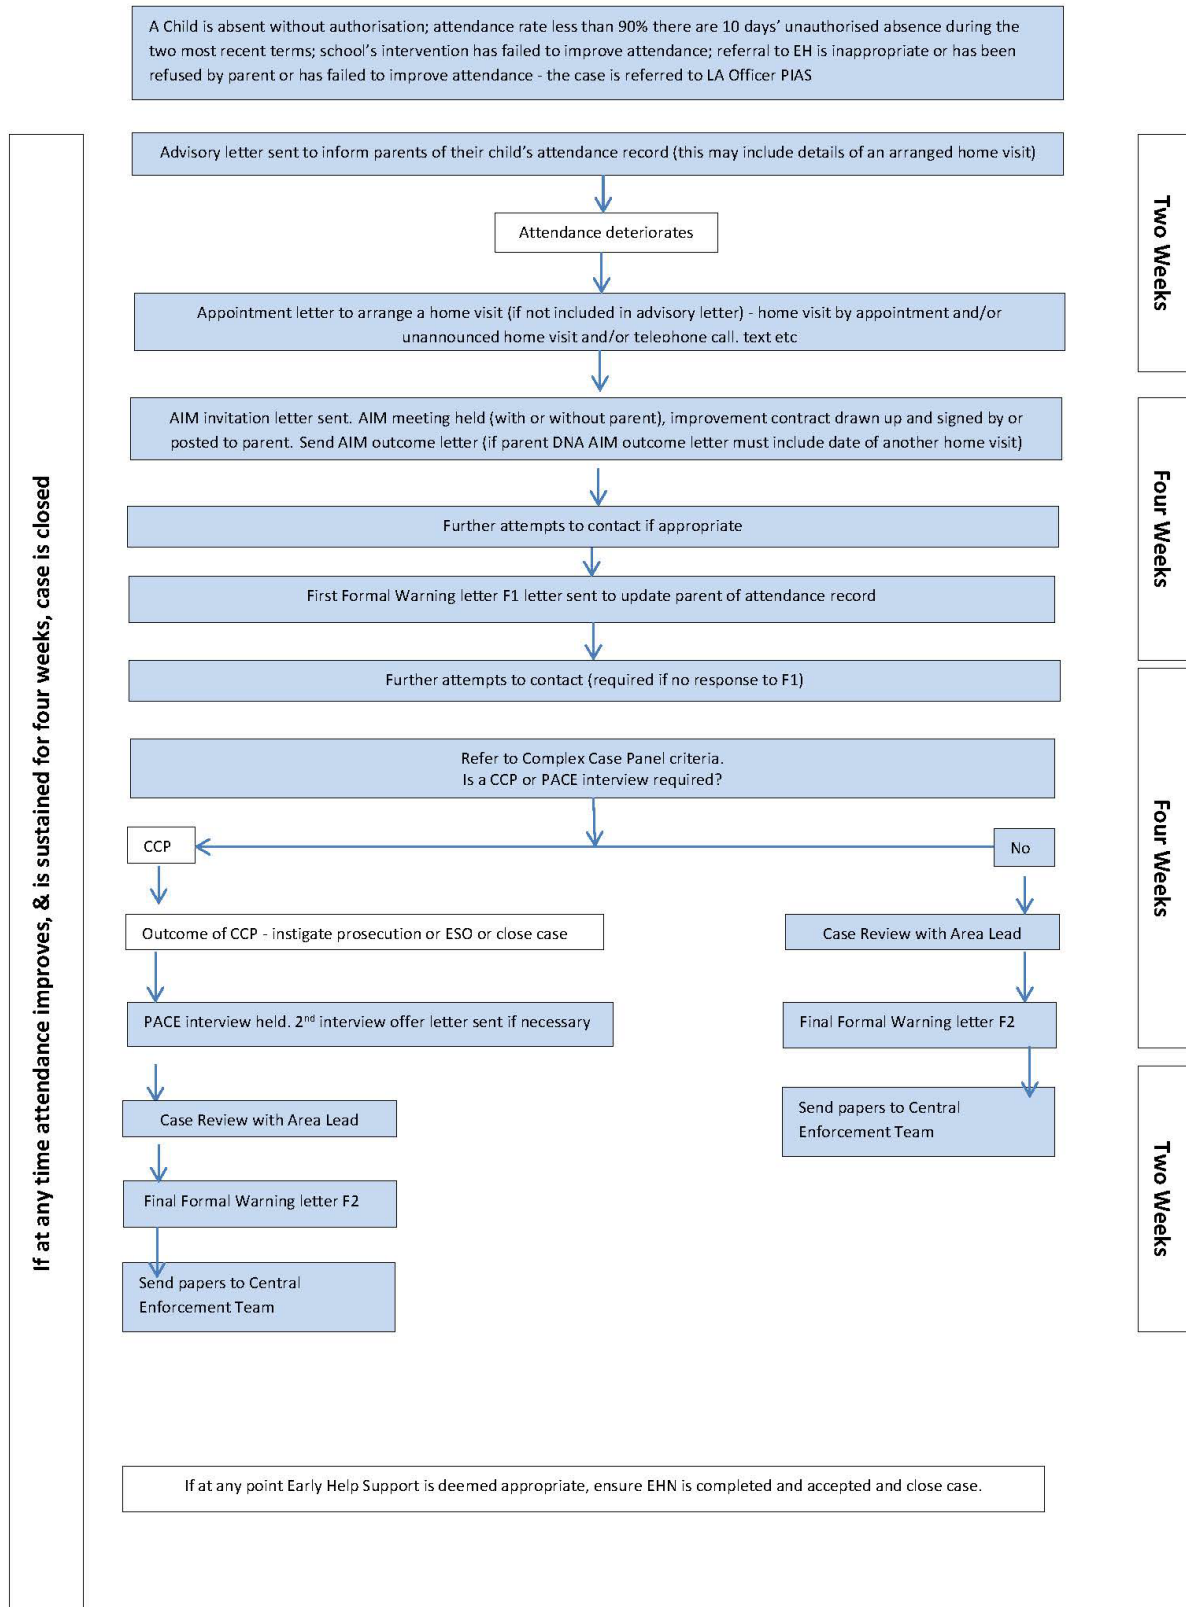 A Child is absent without authorisation; attendance rate less than 90% there are 10 days' unauthorised absence during the
two most recent terms; school's intervention has failed to improve attendance; referral to EH is inappropriate or has been
refused by parent or has failed to improve attendance - the case is referred to LA Officer PIAS
If at any time attendance improves, & is sustained for four weeks, case is closed
Advisory letter sent to inform parents of their child's attendance record (this may include details of an arranged home visit)
Two Weeks
Attendance deteriorates
Appointment letter to arrange a home visit (if not included in advisory letter) - home visit by appointment and/or
unannounced home visit and/or telephone call. text etc
AIM invitation letter sent. AIM meeting held (with or without parent), improvement contract drawn up and signed by or
posted to parent. Send AIM outcome letter (if parent DNA AIM outcome letter must include date of another home visit)
Four Weeks
Further attempts to contact if appropriate
First Formal Warning letter F1 letter sent to update parent of attendance record
Further attempts to contact (required if no response to F1)
Four Weeks
Refer to Complex Case Panel criteria.
Is a CCP or PACE interview required?
CCP
No
Outcome of CCP - instigate prosecution or ESO or close case
Case Review with Area Lead
PACE interview held. 2nd interview offer letter sent if necessary
Final Formal Warning letter F2
Two Weeks
Case Review with Area Lead
Send papers to Central
Enforcement Team
Final Formal Warning letter F2
Send papers to Central
Enforcement Team
If at any point Early Help Support is deemed appropriate, ensure EHN is completed and accepted and close case.